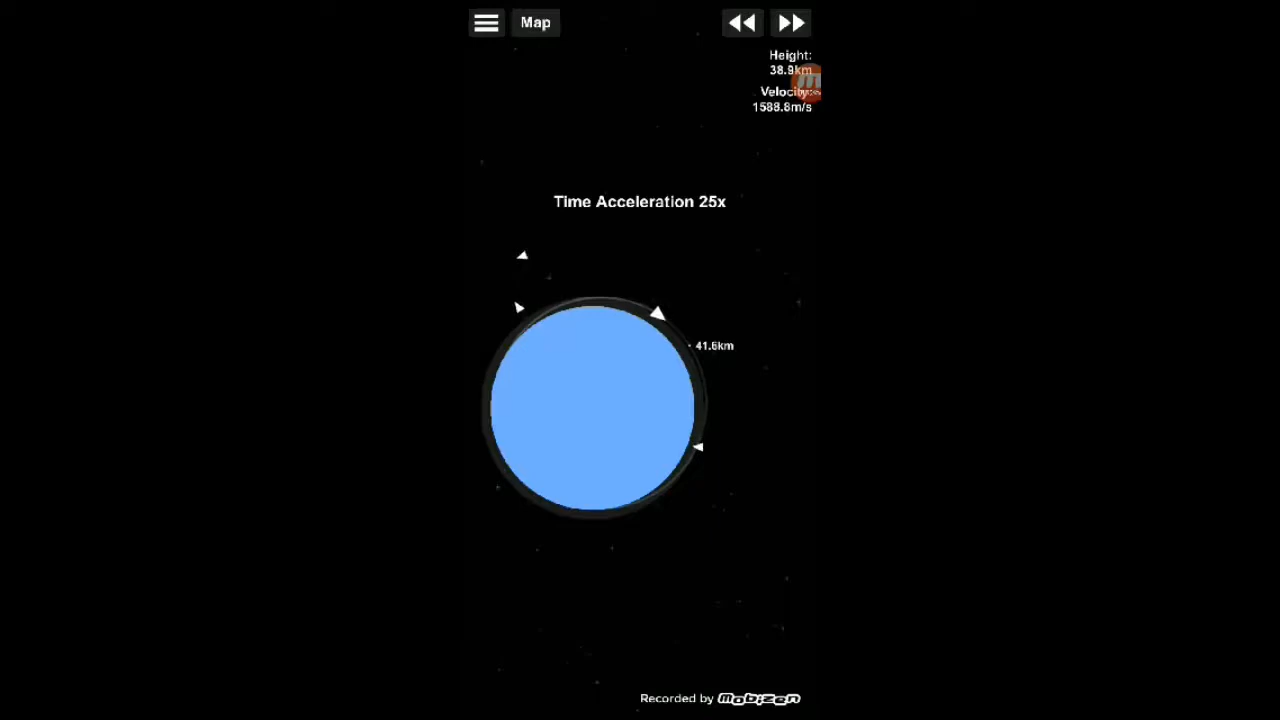 Map
Height:
38.9km
Velocity:
1588.8m/s
Time Acceleration 25x
41.6km
Recorded by Mobizen